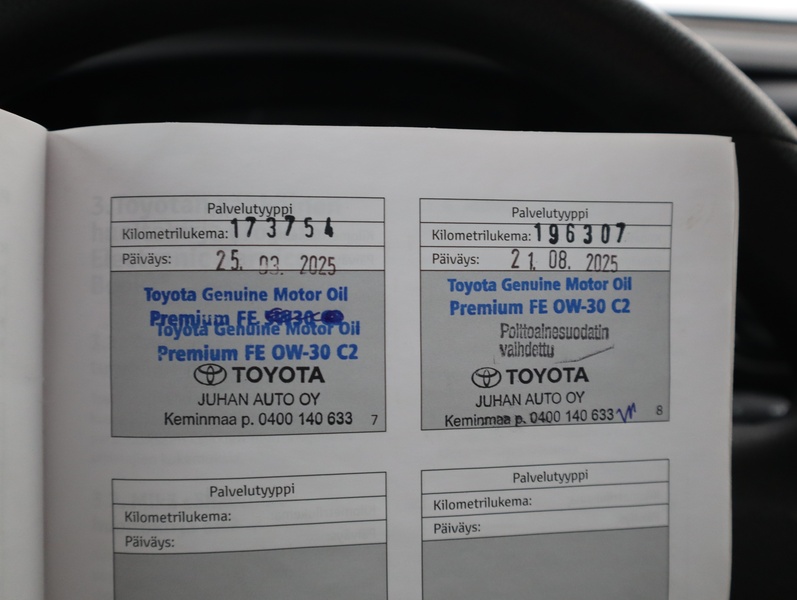 Palvelutyyppi
Kilometrilukema: 173754
Päiväys: 25. 03. 2025
Toyota Genuine Motor Oil
Premium FE
Toyota Genuine Motor Oil
Premium FE 0W-30 C2
TOYOTA
JUHAN AUTO OY
Keminmaa p. 0400 140 633
7
Palvelutyyppi
Kilometrilukema: 196307
Päiväys: 21. 08. 2025
Toyota Genuine Motor Oil
Premium FE 0W-30 C2
Polttoainesuodatin
vaihdettu
TOYOTA
JUHAN AUTO OY
Keminmaa p. 0400 140 633
8
Palvelutyyppi
Kilometrilukema:
Päiväys:
Palvelutyyppi
Kilometrilukema:
Päiväys: